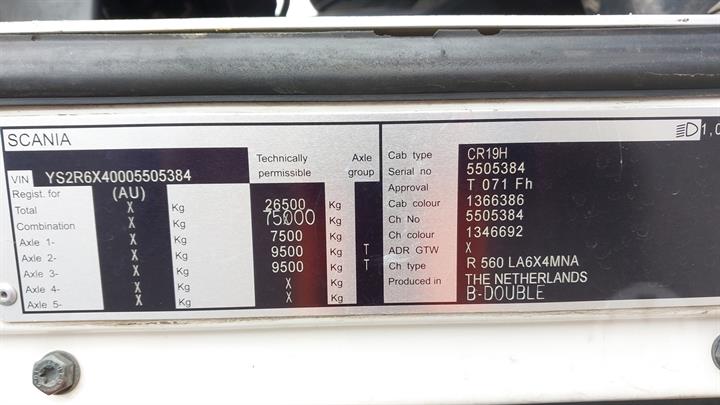 SCANIA
VIN YS2R6X40005505384
Technically permissible Axle group
Regist. for (AU)
Total X Kg 26500 Kg
Combination X Kg 75000 Kg
Axle 1- X Kg 7500 Kg
Axle 2- X Kg 9500 Kg T
Axle 3- X Kg 9500 Kg T
Axle 4- X Kg X Kg
Axle 5- X Kg X Kg
1,0
Cab type CR19H
Serial no 5505384
Approval T 071 Fh
Cab colour 1366386
Ch No 5505384
Ch colour 1346692
ADR GTW X
Ch type R 560 LA6X4MNA
Produced in THE NETHERLANDS
B-DOUBLE